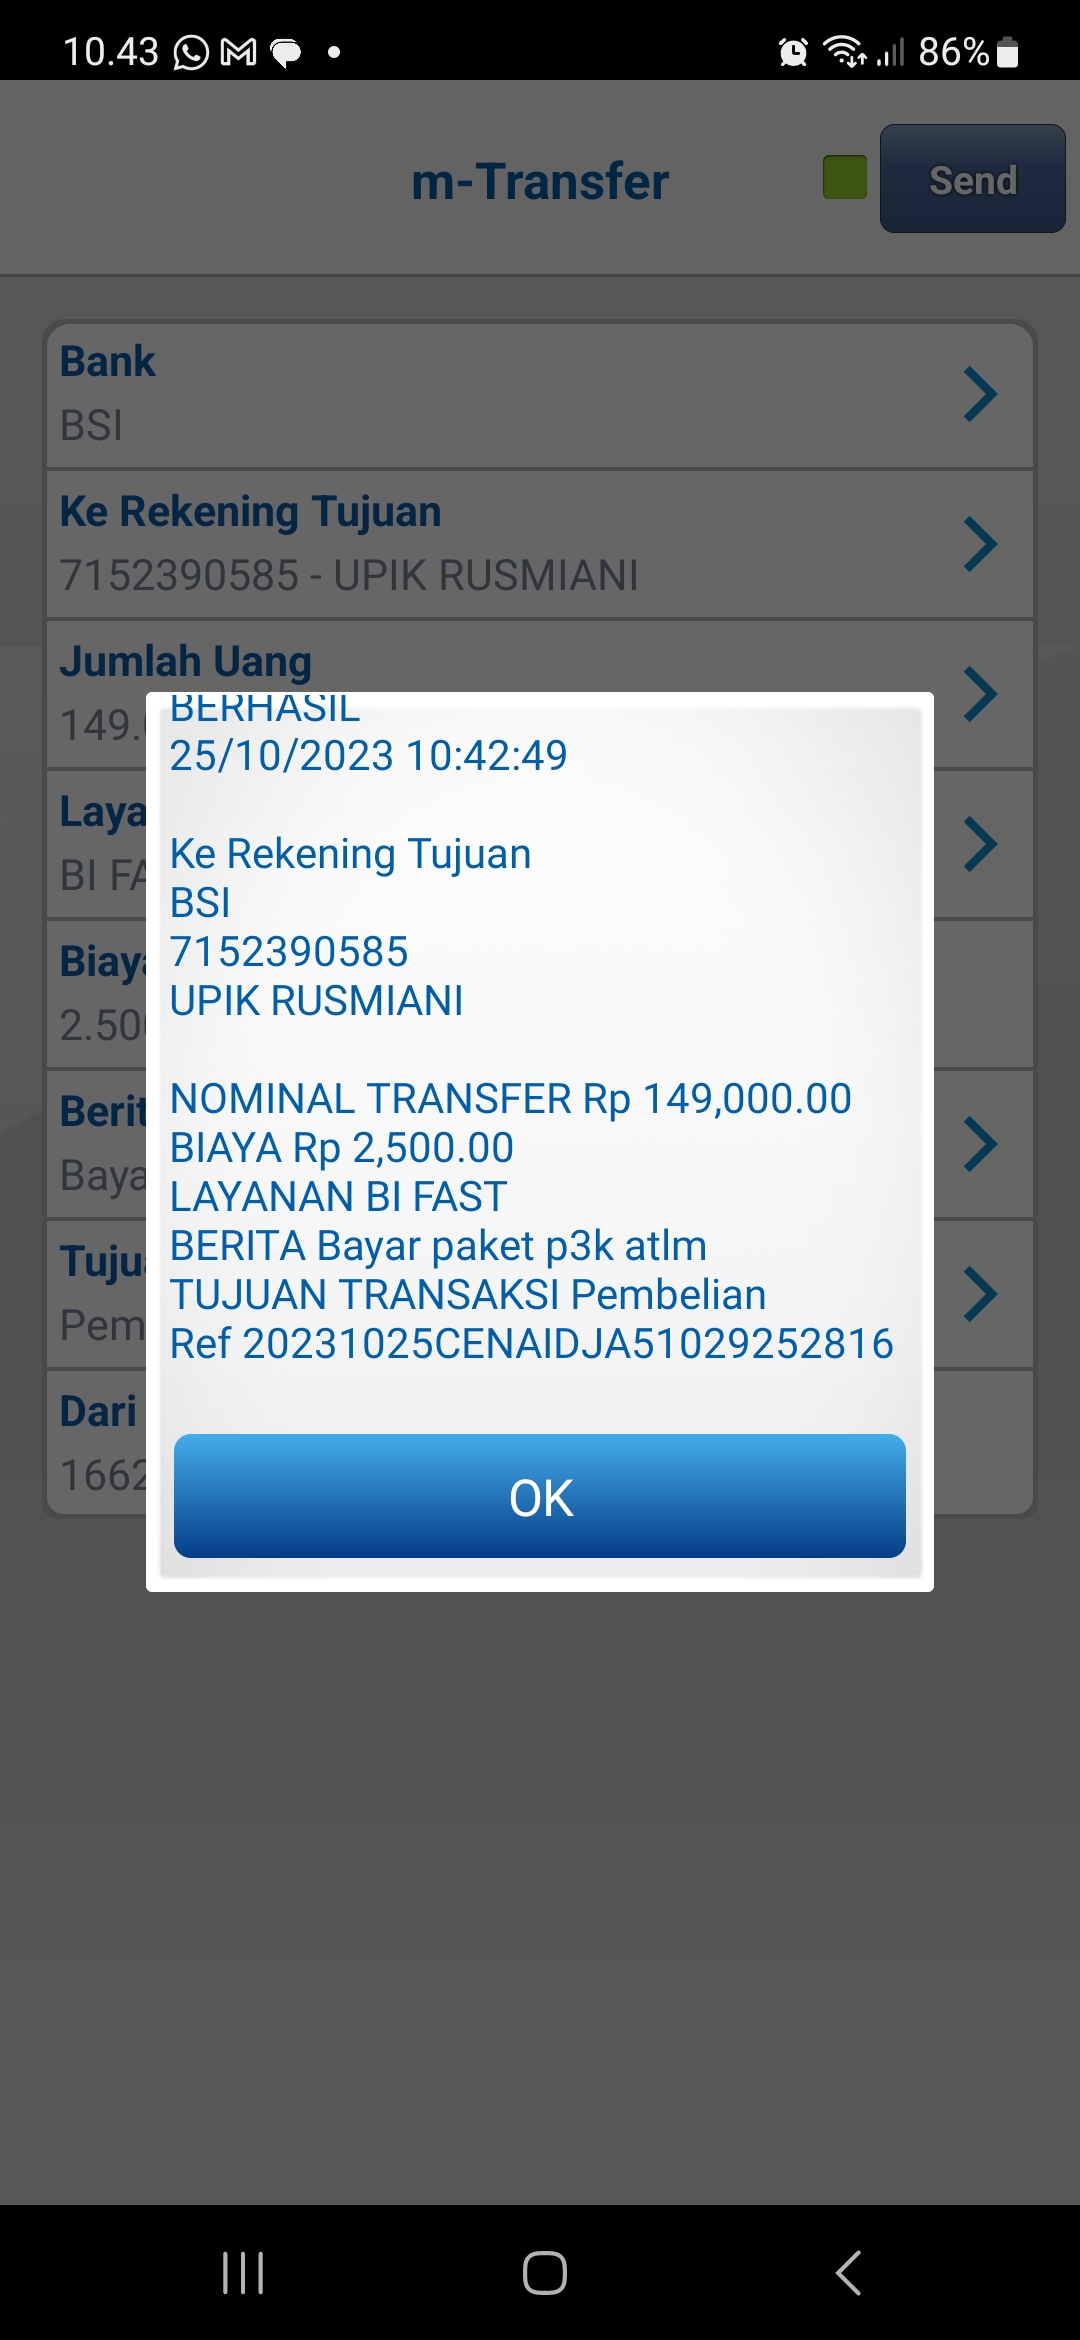 10.43
86%
m-Transfer
Send
Bank
BSI
Ke Rekening Tujuan
7152390585 - UPIK RUSMIANI
Jumlah Uang
149.
BERHASIL
25/10/2023 10:42:49
Laya
BI FA
Ke Rekening Tujuan
BSI
7152390585
UPIK RUSMIANI
Biaya
2.500
NOMINAL TRANSFER Rp 149,000.00
BIAYA Rp 2,500.00
LAYANAN BI FAST
BERITA Bayar paket p3k atlm
TUJUAN TRANSAKSI Pembelian
Ref 20231025CENAIDJA51029252816
Berit
Baya
Tuju
Pem
Dari
1662
OK